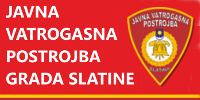 JAVNA
VATROGASNA
POSTROJBA
GRADA SLATINE
JAVNA VATROGASNA
POSTROJBA
SLATINA